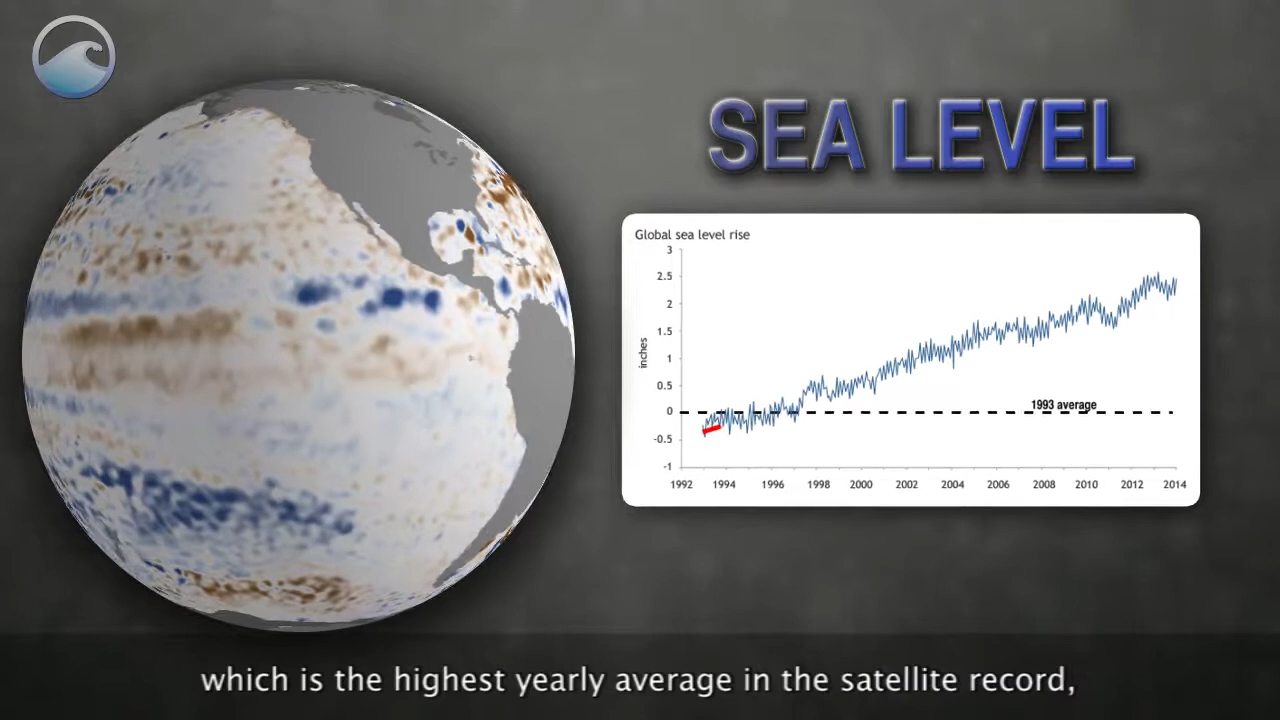 SEA LEVEL
Global sea level rise
3
2.5
2
1.5
1
0.5
0
-0.5
-1
inches
1993 average
1992 1994 1996 1998 2000 2002 2004 2006 2008 2010 2012 2014
which is the highest yearly average in the satellite record,